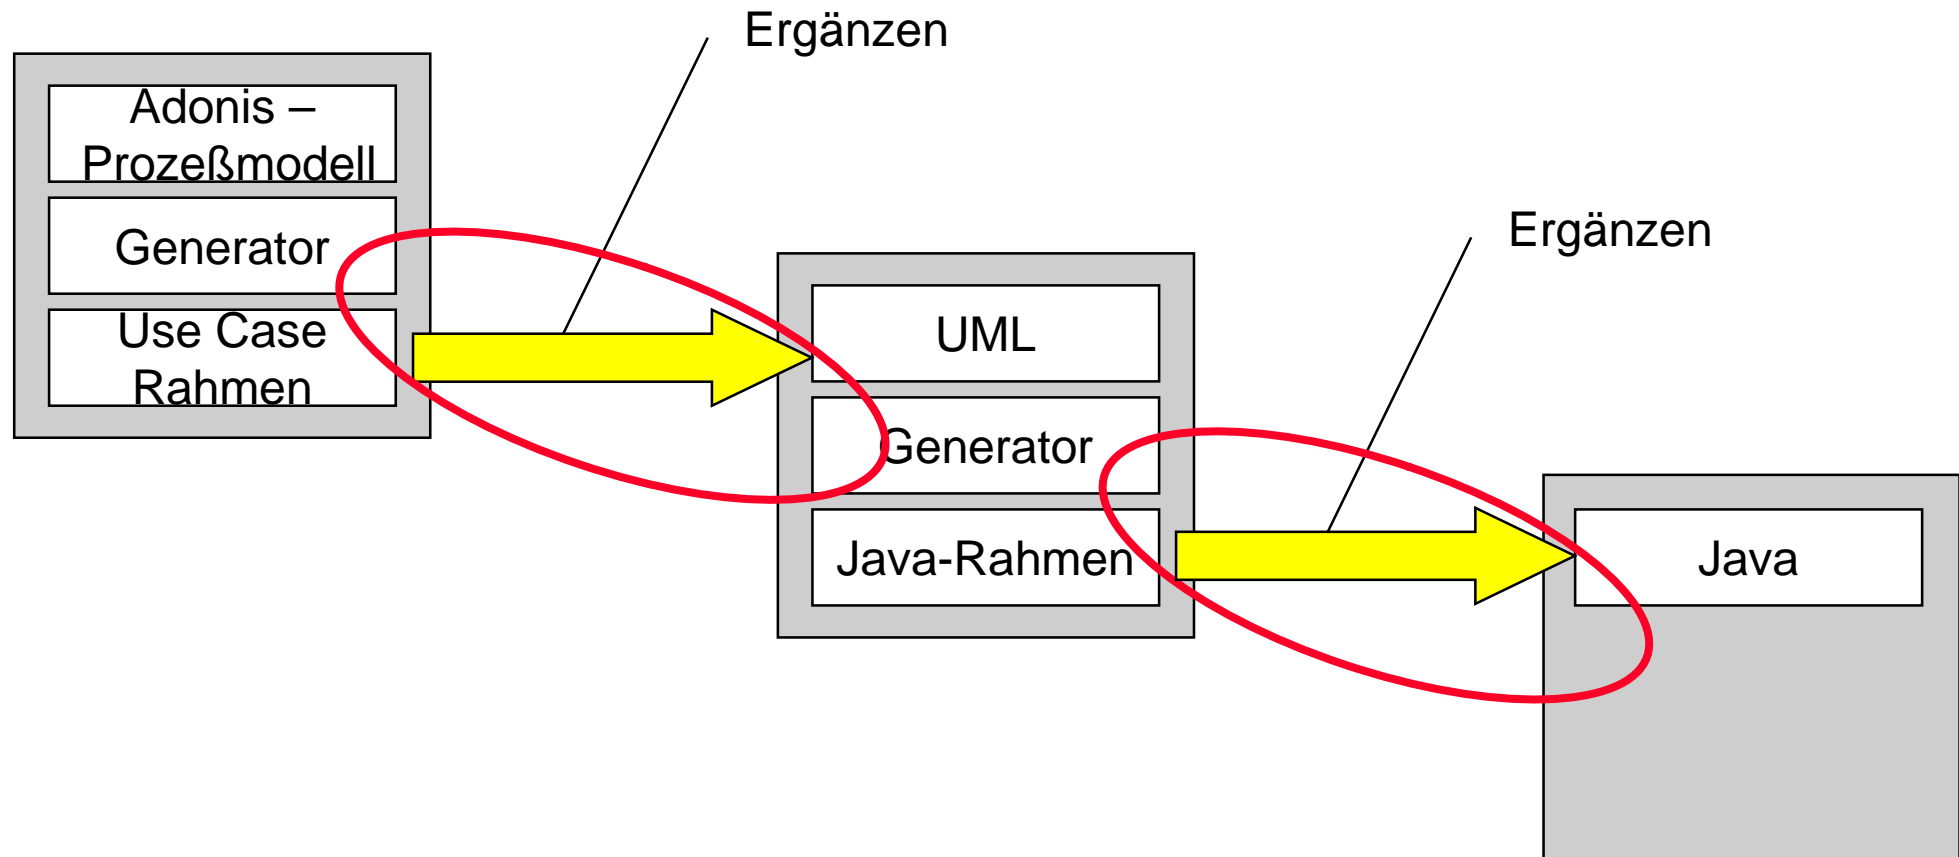 Ergänzen
Adonis –
Prozeßmodell
Generator
Use Case
Rahmen
Ergänzen
UML
Generator
Java-Rahmen
Java